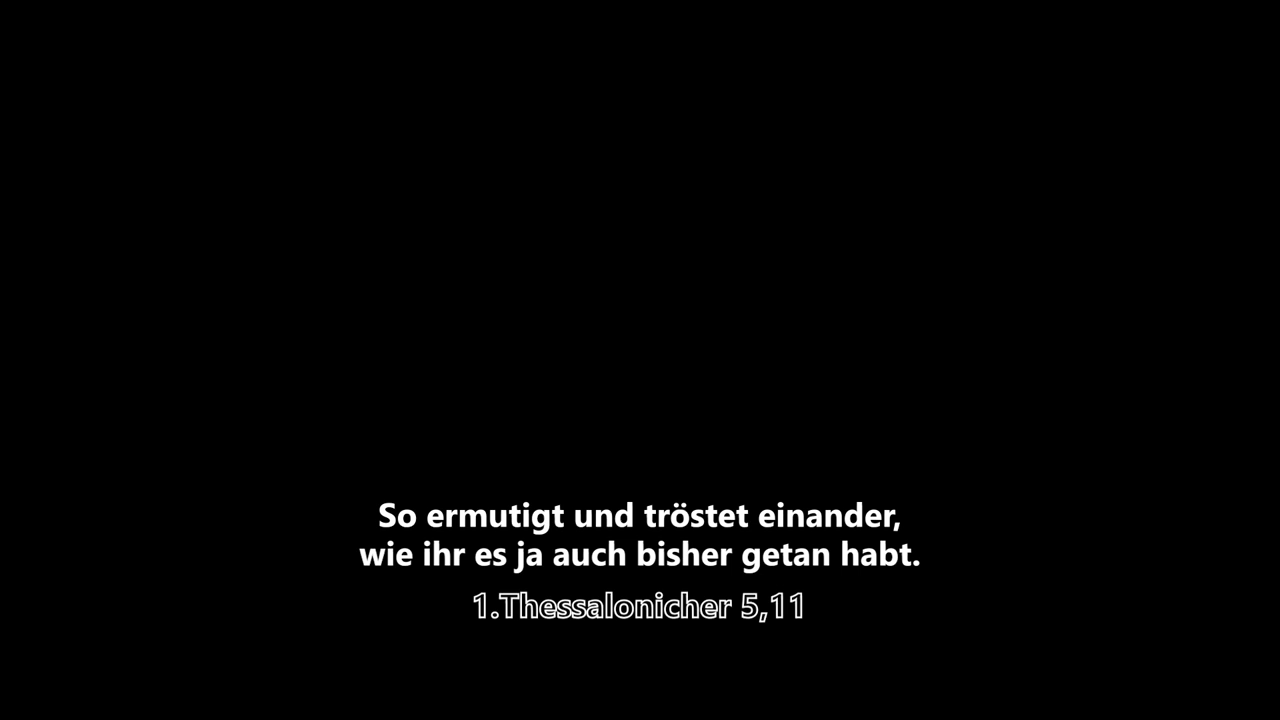 So ermutigt und tröstet einander,
wie ihr es ja auch bisher getan habt.
1.Thessalonicher 5,11